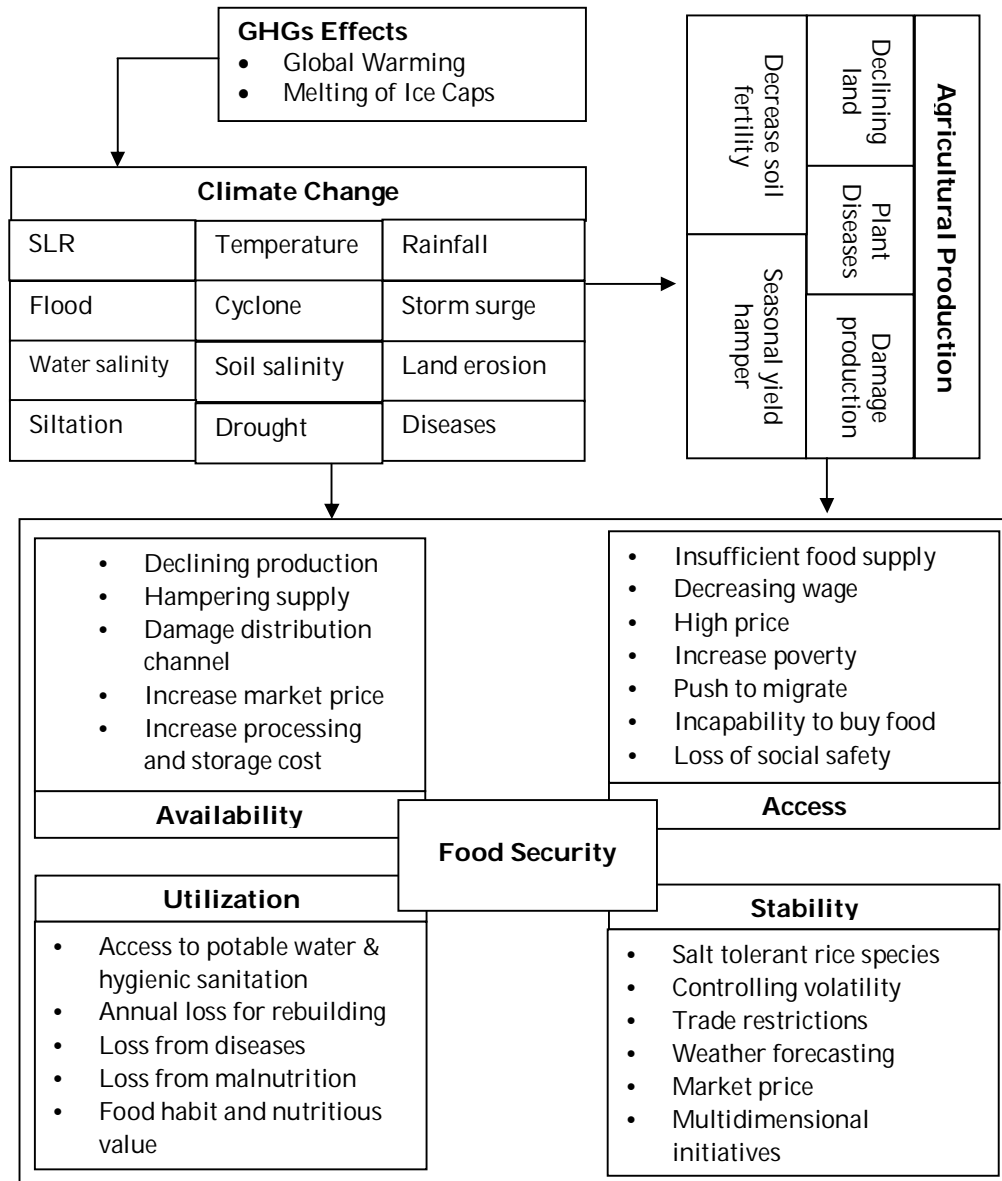 GHGs Effects
• Global Warming
• Melting of Ice Caps
Climate Change
SLR
Temperature
Rainfall
Flood
Cyclone
Storm surge
Water salinity
Soil salinity
Land erosion
Siltation
Drought
Diseases
Agricultural Production
Declining
land
Plant
Diseases
Damage
production
Decrease soil
fertility
Seasonal yield
hamper
• Declining production
• Hampering supply
• Damage distribution
channel
• Increase market price
• Increase processing
and storage cost
Availability
• Insufficient food supply
• Decreasing wage
• High price
• Increase poverty
• Push to migrate
• Incapability to buy food
• Loss of social safety
Access
Food Security
Utilization
• Access to potable water &
hygienic sanitation
• Annual loss for rebuilding
• Loss from diseases
• Loss from malnutrition
• Food habit and nutritious
value
Stability
• Salt tolerant rice species
• Controlling volatility
• Trade restrictions
• Weather forecasting
• Market price
• Multidimensional
initiatives